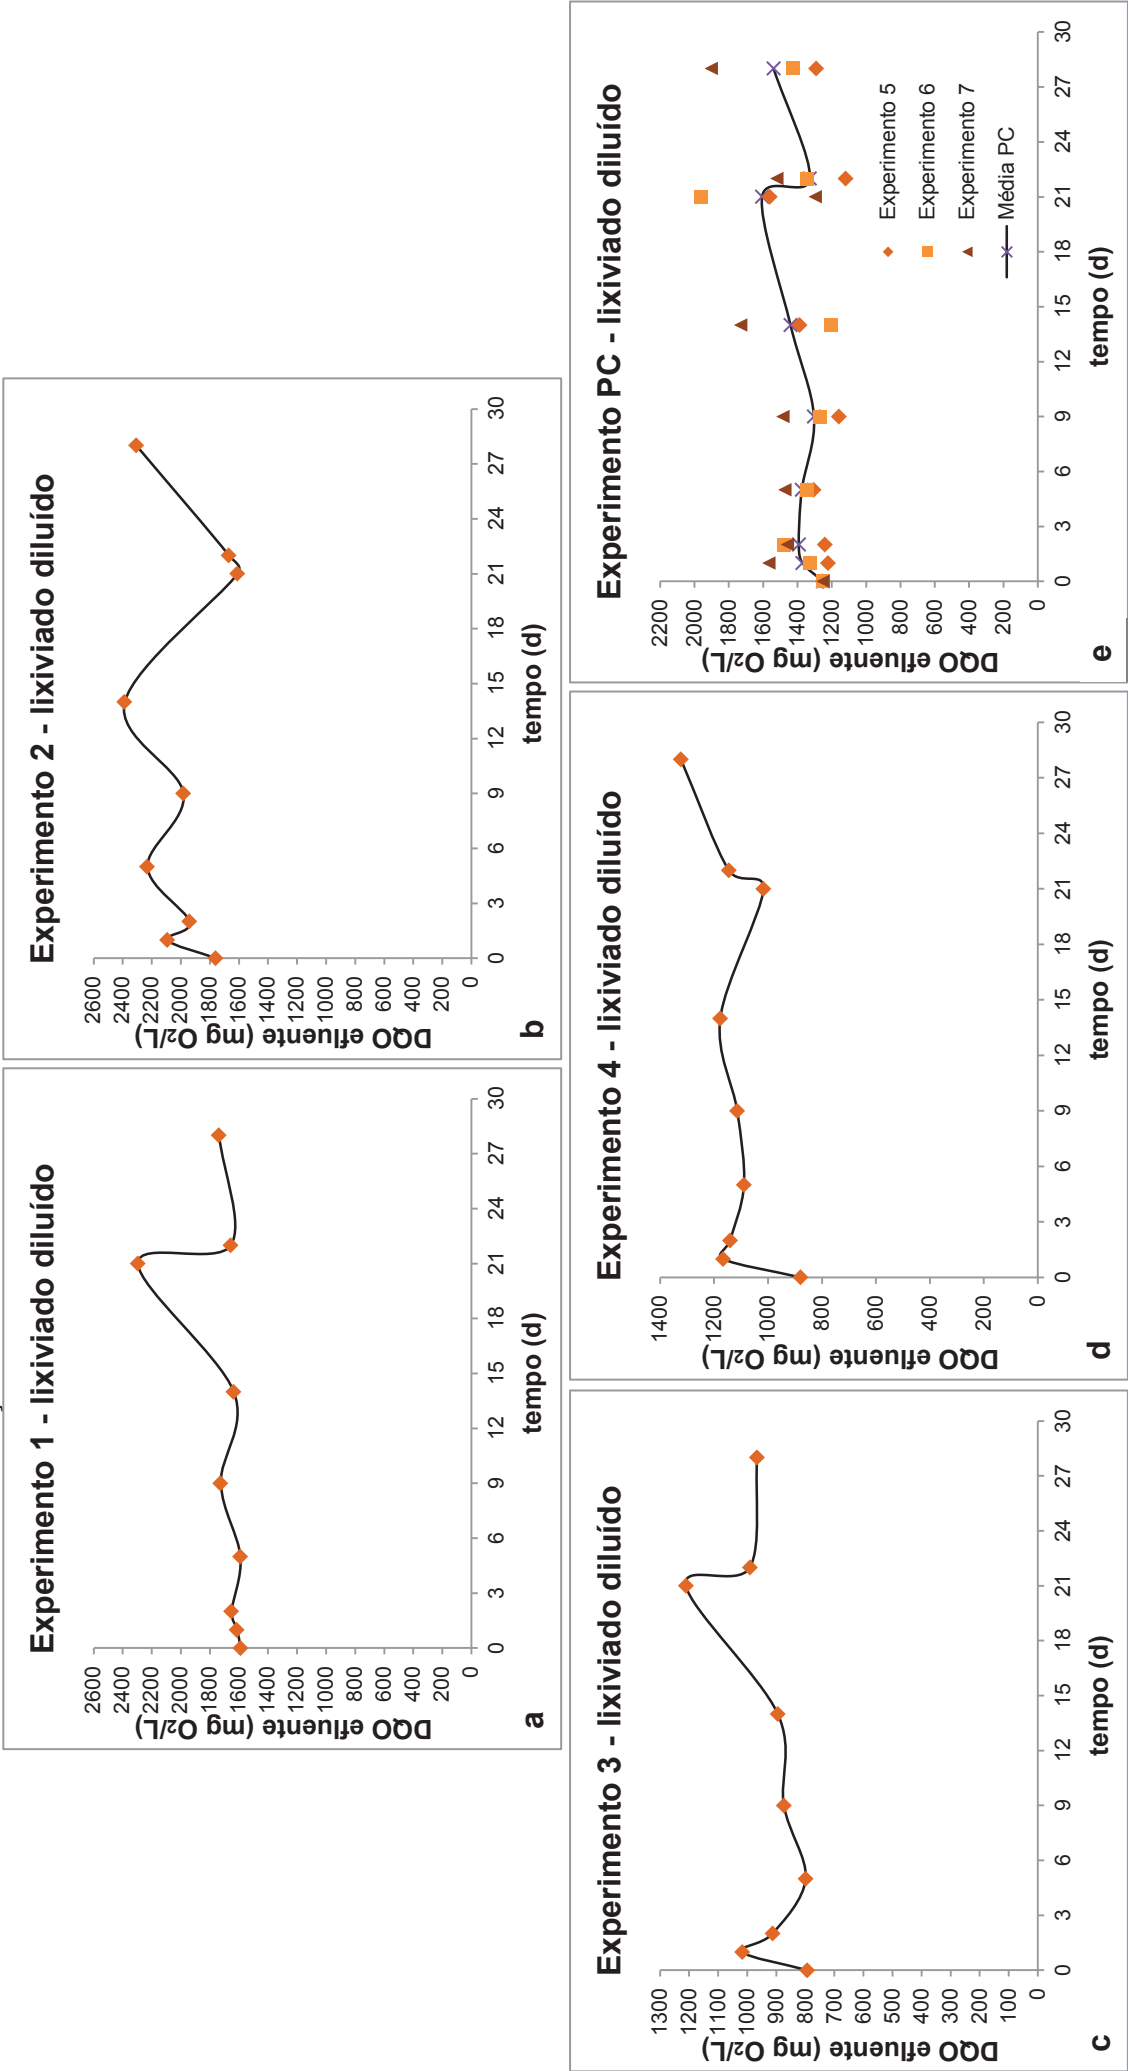 Experimento 1 - lixiviado diluído
DQO efluente (mg O2/L)
2600
2400
2200
2000
1800
1600
1400
1200
1000
800
600
400
200
0
0 3 6 9 12 15 18 21 24 27 30
tempo (d)
a
Experimento 2 - lixiviado diluído
DQO efluente (mg O2/L)
2600
2400
2200
2000
1800
1600
1400
1200
1000
800
600
400
200
0
0 3 6 9 12 15 18 21 24 27 30
tempo (d)
b
Experimento 3 - lixiviado diluído
DQO efluente (mg O2/L)
1300
1200
1100
1000
900
800
700
600
500
400
300
200
100
0
0 3 6 9 12 15 18 21 24 27 30
tempo (d)
c
Experimento 4 - lixiviado diluído
DQO efluente (mg O2/L)
1400
1200
1000
800
600
400
200
0
0 3 6 9 12 15 18 21 24 27 30
tempo (d)
d
Experimento PC - lixiviado diluído
DQO efluente (mg O2/L)
2200
2000
1800
1600
1400
1200
1000
800
600
400
200
0
0 3 6 9 12 15 18 21 24 27 30
tempo (d)
Experimento 5
Experimento 6
Experimento 7
Média PC
e